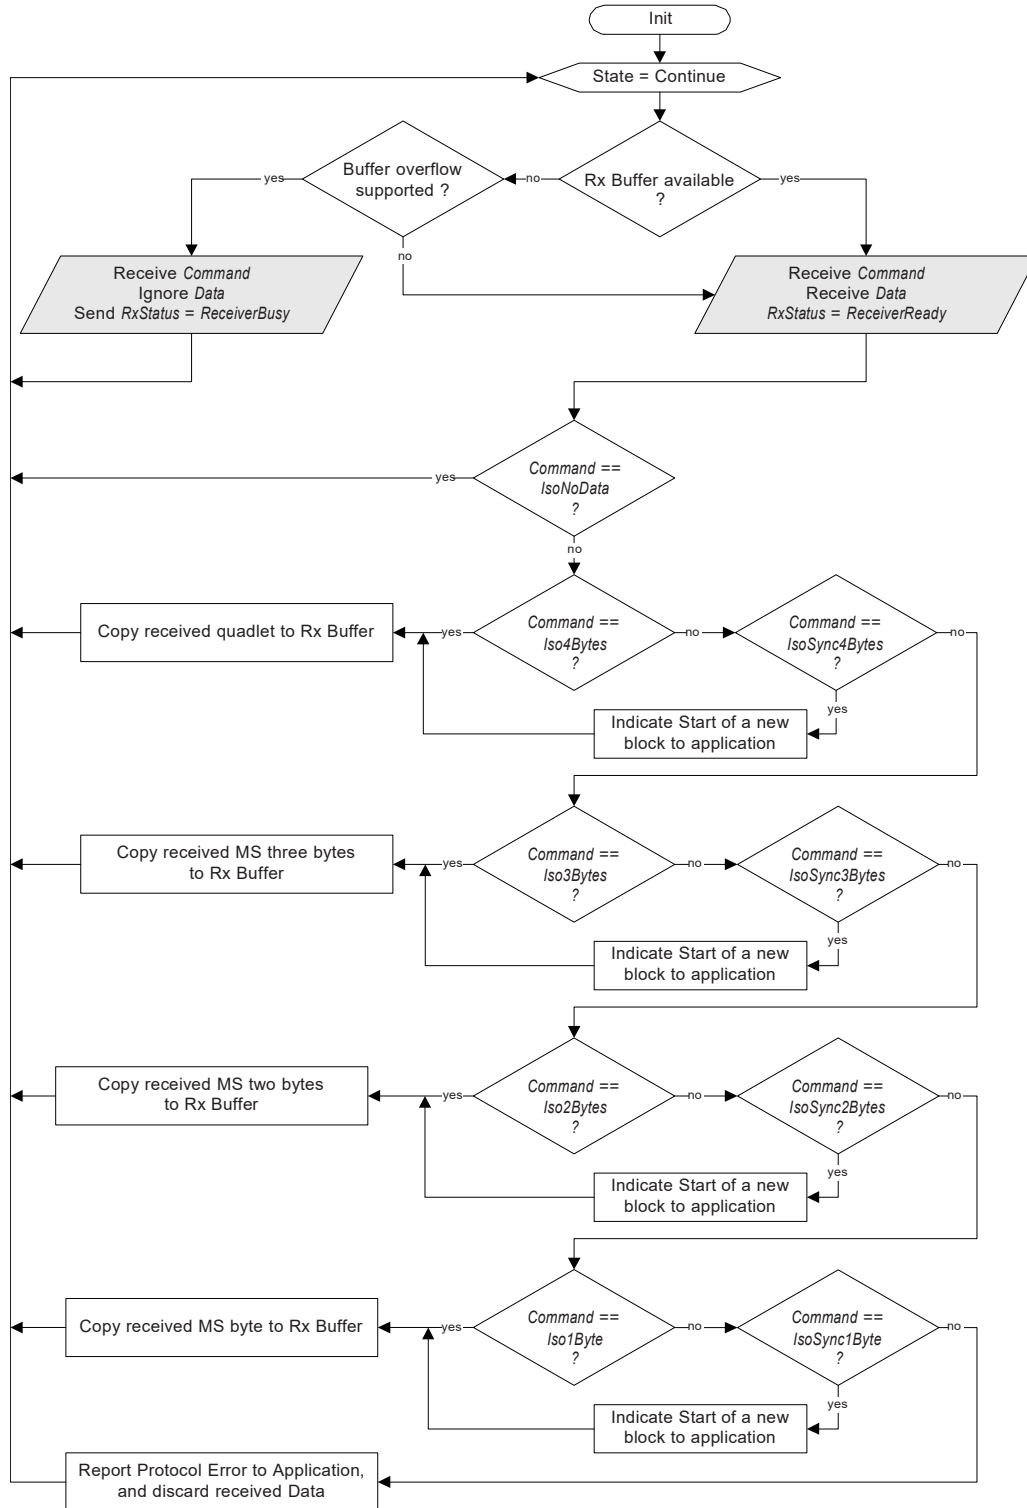 Init
State = Continue
Buffer overflow
supported ?
Rx Buffer available
?
yes
no
yes
no
Receive Command
Ignore Data
Send RxStatus = ReceiverBusy
Receive Command
Receive Data
RxStatus = ReceiverReady
Command ==
IsoNoData
?
yes
no
Copy received quadlet to Rx Buffer
yes
Command ==
Iso4Bytes
?
no
Command ==
IsoSync4Bytes
?
no
yes
Indicate Start of a new
block to application
Copy received MS three bytes
to Rx Buffer
yes
Command ==
Iso3Bytes
?
no
Command ==
IsoSync3Bytes
?
no
yes
Indicate Start of a new
block to application
Copy received MS two bytes
to Rx Buffer
yes
Command ==
Iso2Bytes
?
no
Command ==
IsoSync2Bytes
?
no
yes
Indicate Start of a new
block to application
Copy received MS byte to Rx Buffer
yes
Command ==
Iso1Byte
?
no
Command ==
IsoSync1Byte
?
no
yes
Indicate Start of a new
block to application
Report Protocol Error to Application,
and discard received Data